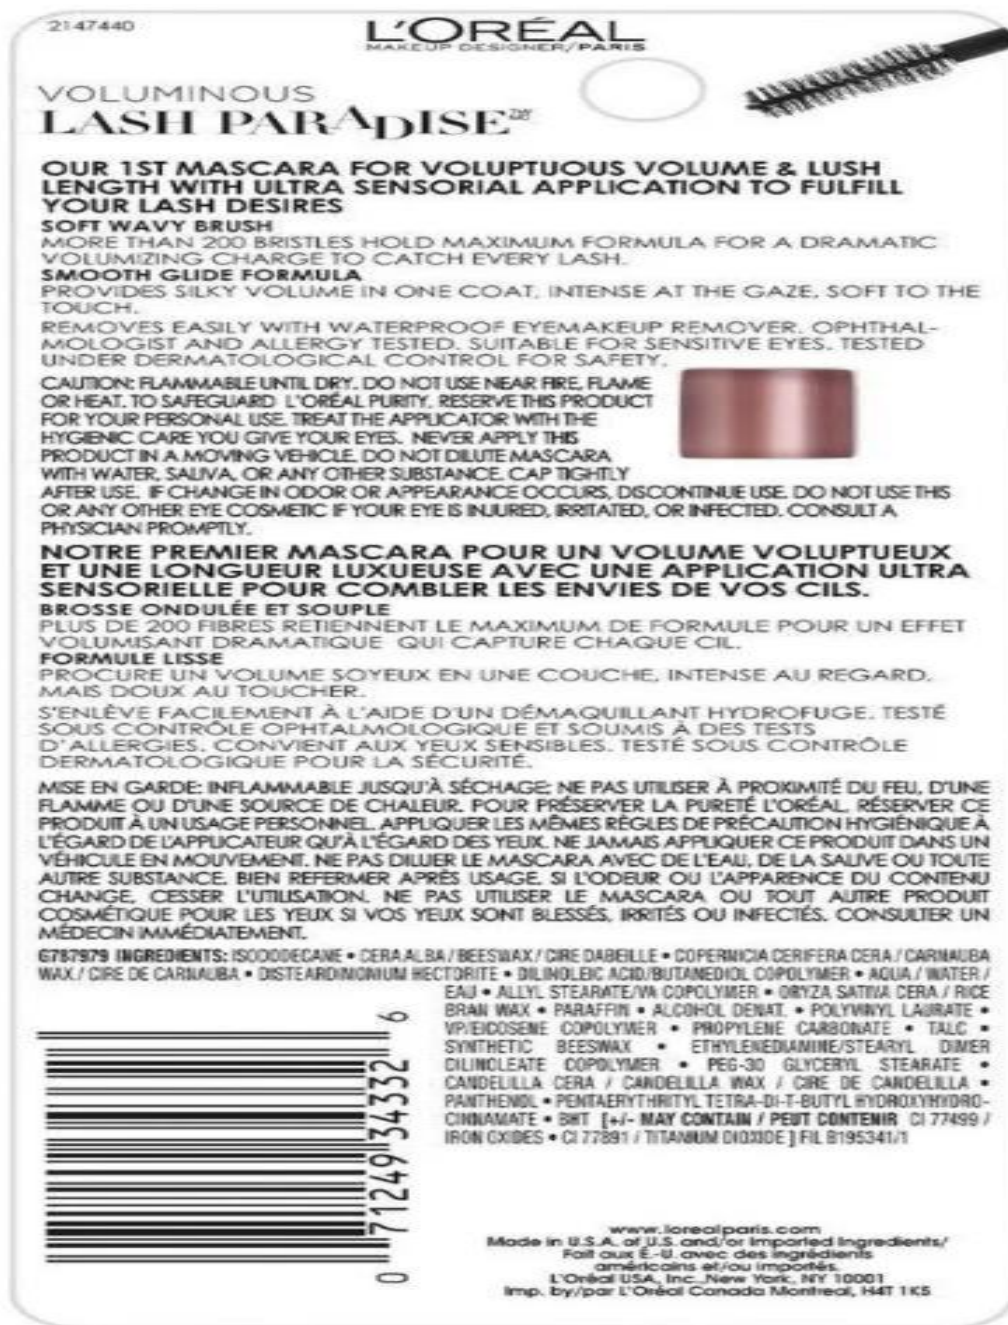 2147440
L'ORÉAL
MAKEUP DESIGNER/PARIS
VOLUMINOUS
LASH PARADISE™
OUR 1ST MASCARA FOR VOLUPTUOUS VOLUME & LUSH
LENGTH WITH ULTRA SENSORIAL APPLICATION TO FULFILL
YOUR LASH DESIRES
SOFT WAVY BRUSH
MORE THAN 200 BRISTLES HOLD MAXIMUM FORMULA FOR A DRAMATIC
VOLUMIZING CHARGE TO CATCH EVERY LASH.
SMOOTH GLIDE FORMULA
PROVIDES SILKY VOLUME IN ONE COAT, INTENSE AT THE GAZE, SOFT TO THE
TOUCH.
REMOVES EASILY WITH WATERPROOF EYEMAKEUP REMOVER. OPHTHAL-
MOLOGIST AND ALLERGY TESTED. SUITABLE FOR SENSITIVE EYES. TESTED
UNDER DERMATOLOGICAL CONTROL FOR SAFETY.
CAUTION: FLAMMABLE UNTIL DRY. DO NOT USE NEAR FIRE, FLAME
OR HEAT. TO SAFEGUARD L'ORÉAL PURITY, RESERVE THIS PRODUCT
FOR YOUR PERSONAL USE. TREAT THE APPLICATOR WITH THE
HYGIENIC CARE YOU GIVE YOUR EYES. NEVER APPLY THIS
PRODUCT IN A MOVING VEHICLE. DO NOT DILUTE MASCARA
WITH WATER, SALIVA, OR ANY OTHER SUBSTANCE. CAP TIGHTLY
AFTER USE. IF CHANGE IN ODOR OR APPEARANCE OCCURS, DISCONTINUE USE. DO NOT USE THIS
OR ANY OTHER EYE COSMETIC IF YOUR EYE IS INJURED, IRRITATED, OR INFECTED. CONSULT A
PHYSICIAN PROMPTLY.
NOTRE PREMIER MASCARA POUR UN VOLUME VOLUPTUEUX
ET UNE LONGUEUR LUXUEUSE AVEC UNE APPLICATION ULTRA
SENSORIELLE POUR COMBLER LES ENVIES DE VOS CILS.
BROSSE ONDULÉE ET SOUPLE
PLUS DE 200 FIBRES RETIENNENT LE MAXIMUM DE FORMULE POUR UN EFFET
VOLUMISANT DRAMATIQUE QUI CAPTURE CHAQUE CIL.
FORMULE LISSE
PROCURE UN VOLUME SOYEUX EN UNE COUCHE, INTENSE AU REGARD,
MAIS DOUX AU TOUCHER.
S'ENLÈVE FACILEMENT À L'AIDE D'UN DÉMAQUILLANT HYDROFUGE. TESTÉ
SOUS CONTRÔLE OPHTALMOLOGIQUE ET SOUMIS À DES TESTS
D'ALLERGIES. CONVIENT AUX YEUX SENSIBLES. TESTÉ SOUS CONTRÔLE
DERMATOLOGIQUE POUR LA SÉCURITÉ.
MISE EN GARDE: INFLAMMABLE JUSQU'À SÉCHAGE; NE PAS UTILISER À PROXIMITÉ DU FEU, D'UNE
FLAMME OU D'UNE SOURCE DE CHALEUR. POUR PRÉSERVER LA PURETÉ L'ORÉAL, RÉSERVER CE
PRODUIT À UN USAGE PERSONNEL. APPLIQUER LES MÊMES RÈGLES DE PRÉCAUTION HYGIÉNIQUE À
L'ÉGARD DE L'APPLICATEUR QU'À L'ÉGARD DES YEUX. NE JAMAIS APPLIQUER CE PRODUIT DANS UN
VÉHICULE EN MOUVEMENT. NE PAS DILUER LE MASCARA AVEC DE L'EAU, DE LA SALIVE OU TOUTE
AUTRE SUBSTANCE. BIEN REFERMER APRÈS USAGE. SI L'ODEUR OU L'APPARENCE DU CONTENU
CHANGE, CESSER L'UTILISATION. NE PAS UTILISER LE MASCARA OU TOUT AUTRE PRODUIT
COSMÉTIQUE POUR LES YEUX SI VOS YEUX SONT BLESSÉS, IRRITÉS OU INFECTÉS. CONSULTER UN
MÉDECIN IMMÉDIATEMENT.
G787979 INGREDIENTS: ISODODECANE • CERA ALBA / BEESWAX / CIRE DABEILLE • COPERNICIA CERIFERA CERA / CARNAUBA
WAX / CIRE DE CARNAUBA • DISTEARDIMONIUM HECTORITE • DILINOLEIC ACID/BUTANEDIOL COPOLYMER • AQUA / WATER /
EAU • ALLYL STEARATE/VA COPOLYMER • ORYZA SATIVA CERA / RICE
BRAN WAX • PARAFFIN • ALCOHOL DENAT. • POLYVINYL LAURATE •
VP/EICOSENE COPOLYMER • PROPYLENE CARBONATE • TALC •
SYNTHETIC BEESWAX • ETHYLENEDIAMINE/STEARYL DIMER
DILINOLEATE COPOLYMER • PEG-30 GLYCERYL STEARATE •
CANDELILLA CERA / CANDELILLA WAX / CIRE DE CANDELILLA •
PANTHENOL • PENTAERYTHRITYL TETRA-DI-T-BUTYL HYDROXYHYDRO-
CINNAMATE • BHT [+/- MAY CONTAIN / PEUT CONTENIR CI 77499 /
IRON OXIDES • CI 77891 / TITANIUM DIOXIDE ] FIL B195341/1
0 71249 34332 6
www.lorealparis.com
Made in U.S.A. of U.S. and/or Imported Ingredients/
Fait aux É.-U. avec des ingrédients
américains et/ou importés.
L'Oréal USA, Inc., New York, NY 10001
Imp. by/par L'Oréal Canada Montreal, H4T 1K5